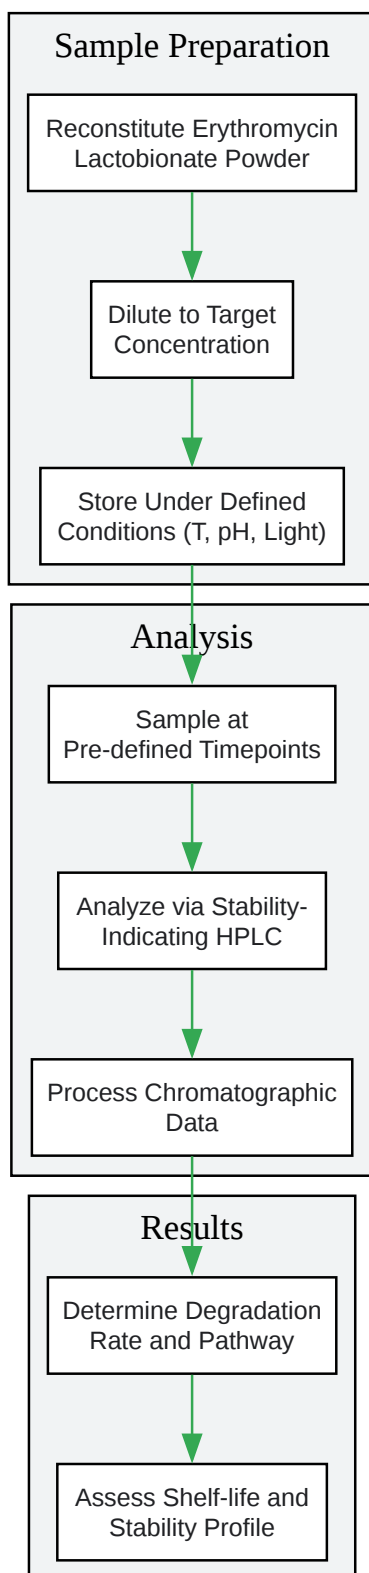 Sample Preparation
Reconstitute Erythromycin
Lactobionate Powder
Dilute to Target
Concentration
Store Under Defined
Conditions (T, pH, Light)
Analysis
Sample at
Pre-defined Timepoints
Analyze via Stability-
Indicating HPLC
Process Chromatographic
Data
Results
Determine Degradation
Rate and Pathway
Assess Shelf-life and
Stability Profile